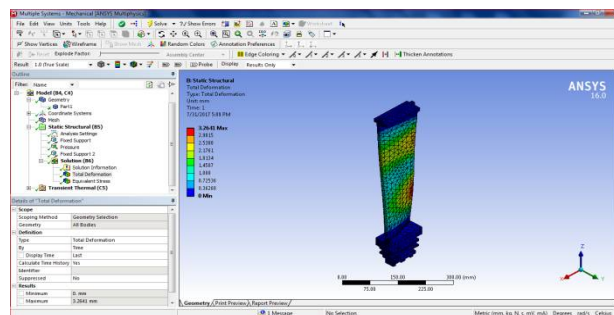 Multiple Systems - Mechanical [ANSYS Multiphysics]
File Edit View Units Tools Help Solve ?/Show Errors Worksheet
Show Vertices Wireframe Show Mesh Random Colors Annotation Preferences
Reset Explode Factor Assembly Center Edge Coloring Thicken Annotations
Result 1.0 (True Scale) Probe Display Results Only
Outline
Filter: Name
Model (B4, C4)
Geometry
Part1
Coordinate Systems
Mesh
Static Structural (B5)
Analysis Settings
Fixed Support
Pressure
Fixed Support 2
Solution (B6)
Solution Information
Total Deformation
Equivalent Stress
Transient Thermal (C5)
Details of "Total Deformation"
Scope
Scoping Method Geometry Selection
Geometry All Bodies
Definition
Type Total Deformation
By Time
Display Time Last
Calculate Time History Yes
Identifier
Suppressed No
Results
Minimum 0. mm
Maximum 3.2641 mm
B: Static Structural
Total Deformation
Type: Total Deformation
Unit: mm
Time: 1
3.2641 Max
2.9015
2.5388
2.1761
1.8134
1.4507
1.088
0.72536
0.36268
0 Min
ANSYS
16.0
Z
0.00 150.00 300.00 (mm)
75.00 225.00
Geometry Print Preview Report Preview
1 Message No Selection Metric (mm, kg, N, s, mV, mA) Degrees rad/s Celsius